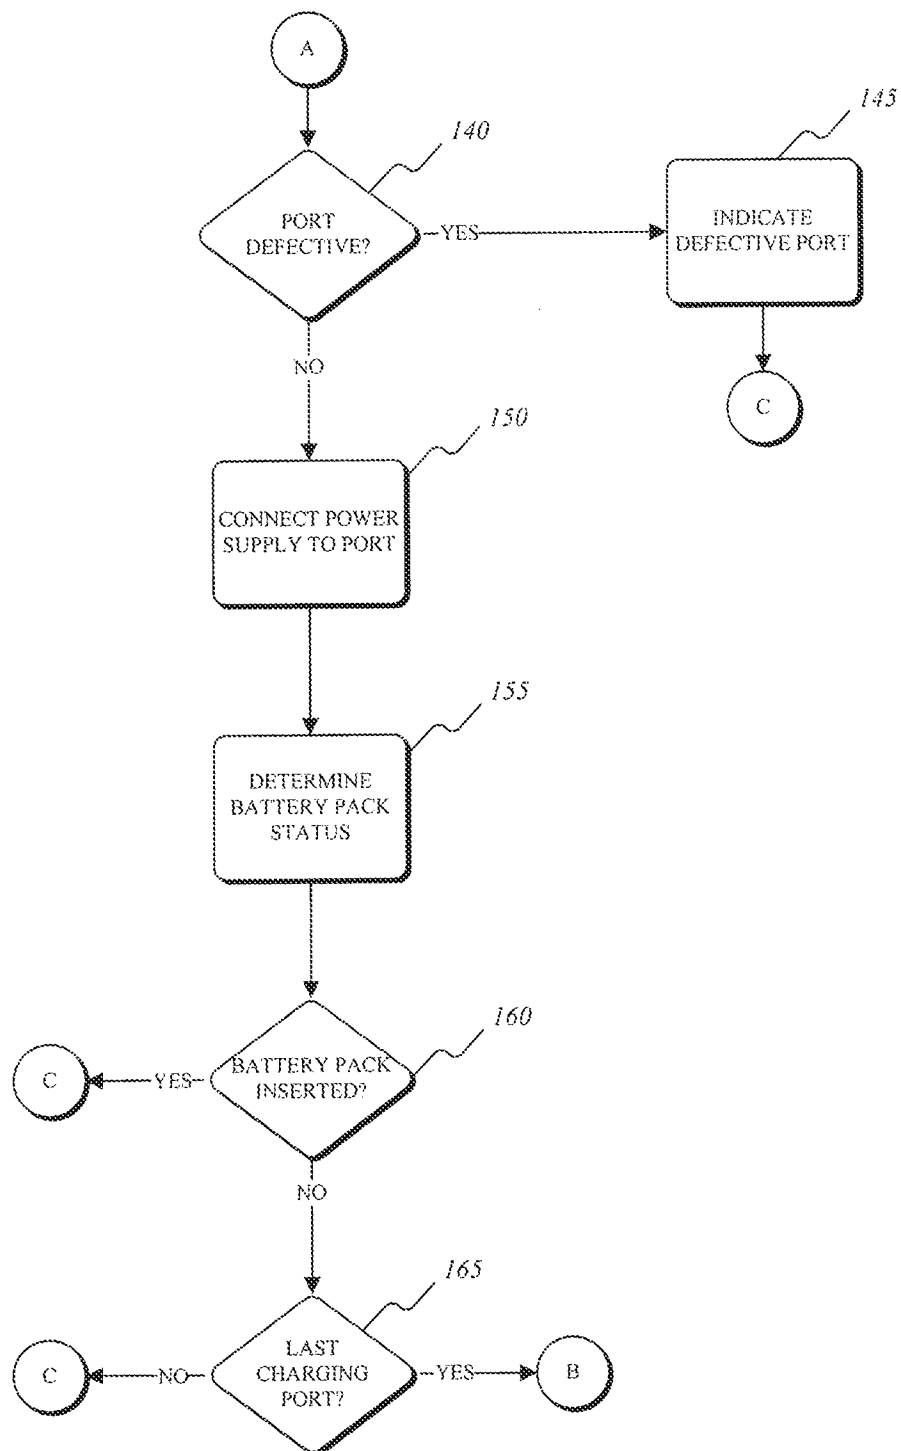 A
145
140
PORT
DEFECTIVE?
YES
INDICATE
DEFECTIVE PORT
NO
C
150
CONNECT POWER
SUPPLY TO PORT
155
DETERMINE
BATTERY PACK
STATUS
160
C
YES
BATTERY PACK
INSERTED?
NO
165
C
NO
LAST
CHARGING
PORT?
YES
B